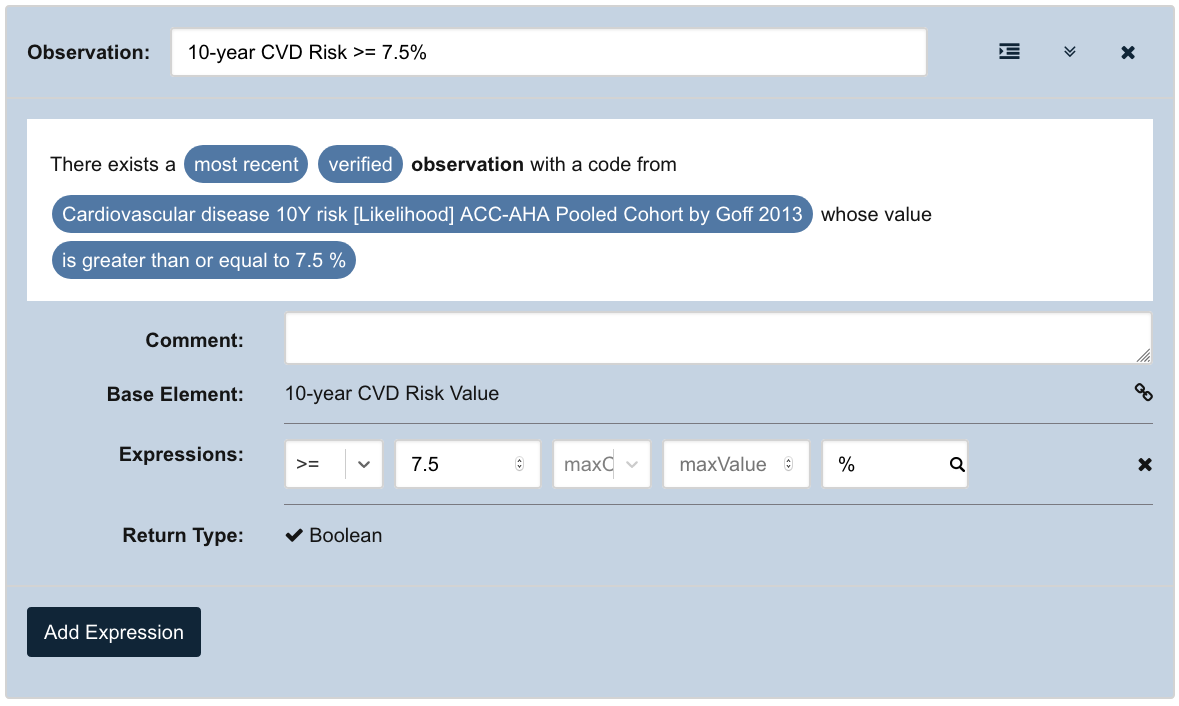 Observation: 10-year CVD Risk >= 7.5%
There exists a most recent verified observation with a code from
Cardiovascular disease 10Y risk [Likelihood] ACC-AHA Pooled Cohort by Goff 2013 whose value
is greater than or equal to 7.5 %
Comment:
Base Element: 10-year CVD Risk Value
Expressions: >= 7.5 maxO maxValue %
Return Type: Boolean
Add Expression